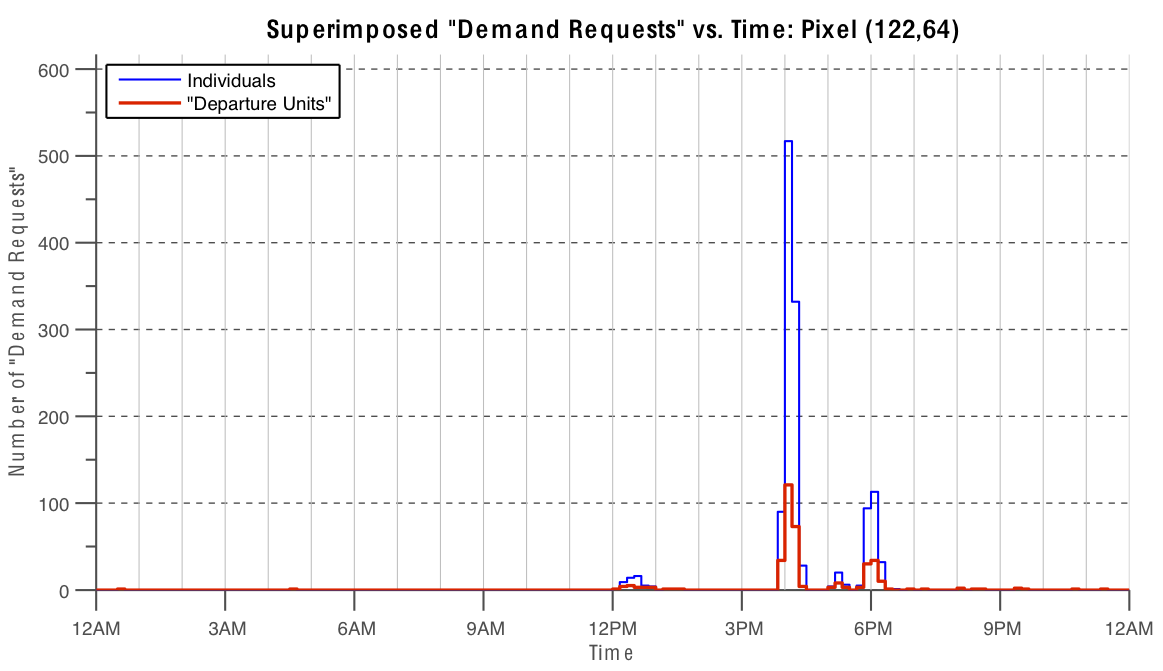 Superimposed "Demand Requests" vs. Time: Pixel (122,64)
Individuals
"Departure Units"
Number of "Demand Requests"
600
500
400
300
200
100
0
12AM 3AM 6AM 9AM 12PM 3PM 6PM 9PM 12AM
Time